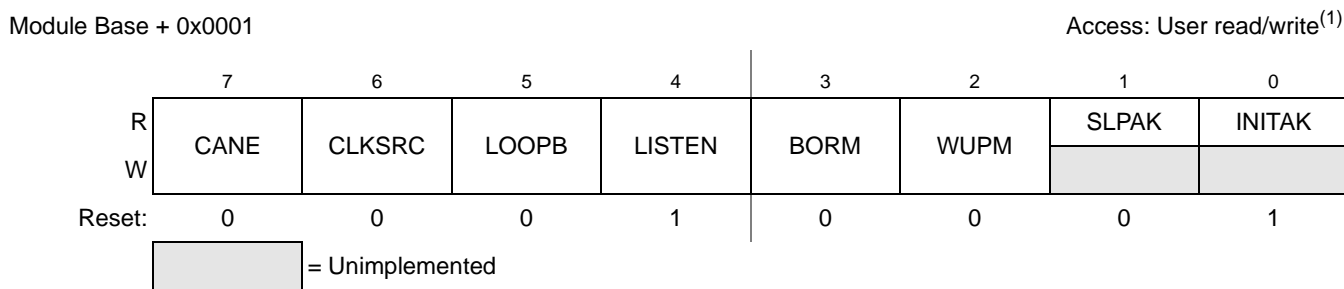 Module Base + 0x0001 Access: User read/write(1)
7 6 5 4 3 2 1 0
R SLPAK INITAK
CANE CLKSRC LOOPB LISTEN BORM WUPM
W
Reset: 0 0 0 1 0 0 0 1
= Unimplemented